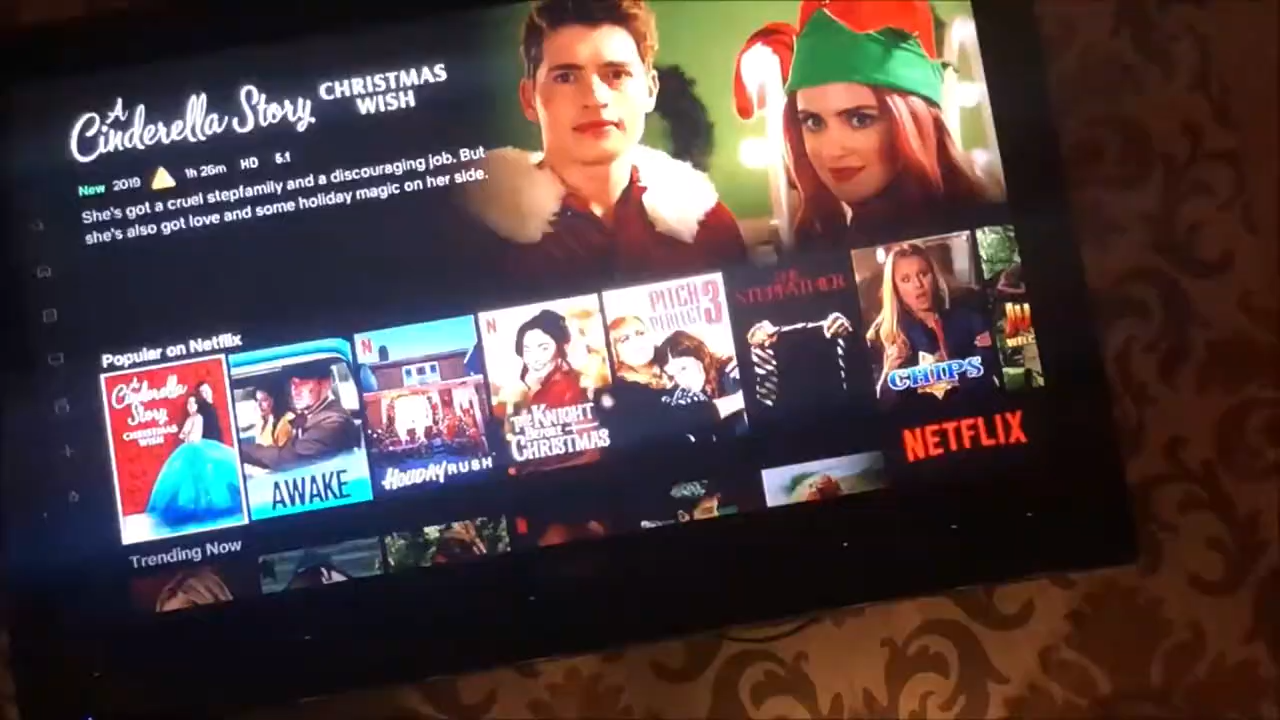 A
Cinderella Story
CHRISTMAS
WISH
New 2019 1h 26m HD 5.1
She's got a cruel stepfamily and a discouraging job. But
she's also got love and some holiday magic on her side.
Popular on Netflix
A
Cinderella
Story
CHRISTMAS
WISH
AWAKE
N
HOLIDAY RUSH
N
THE KNIGHT
BEFORE
CHRISTMAS
PITCH
PERFECT 3
THE
STEPFATHER
CHIPS
JU
WELC
NETFLIX
Trending Now